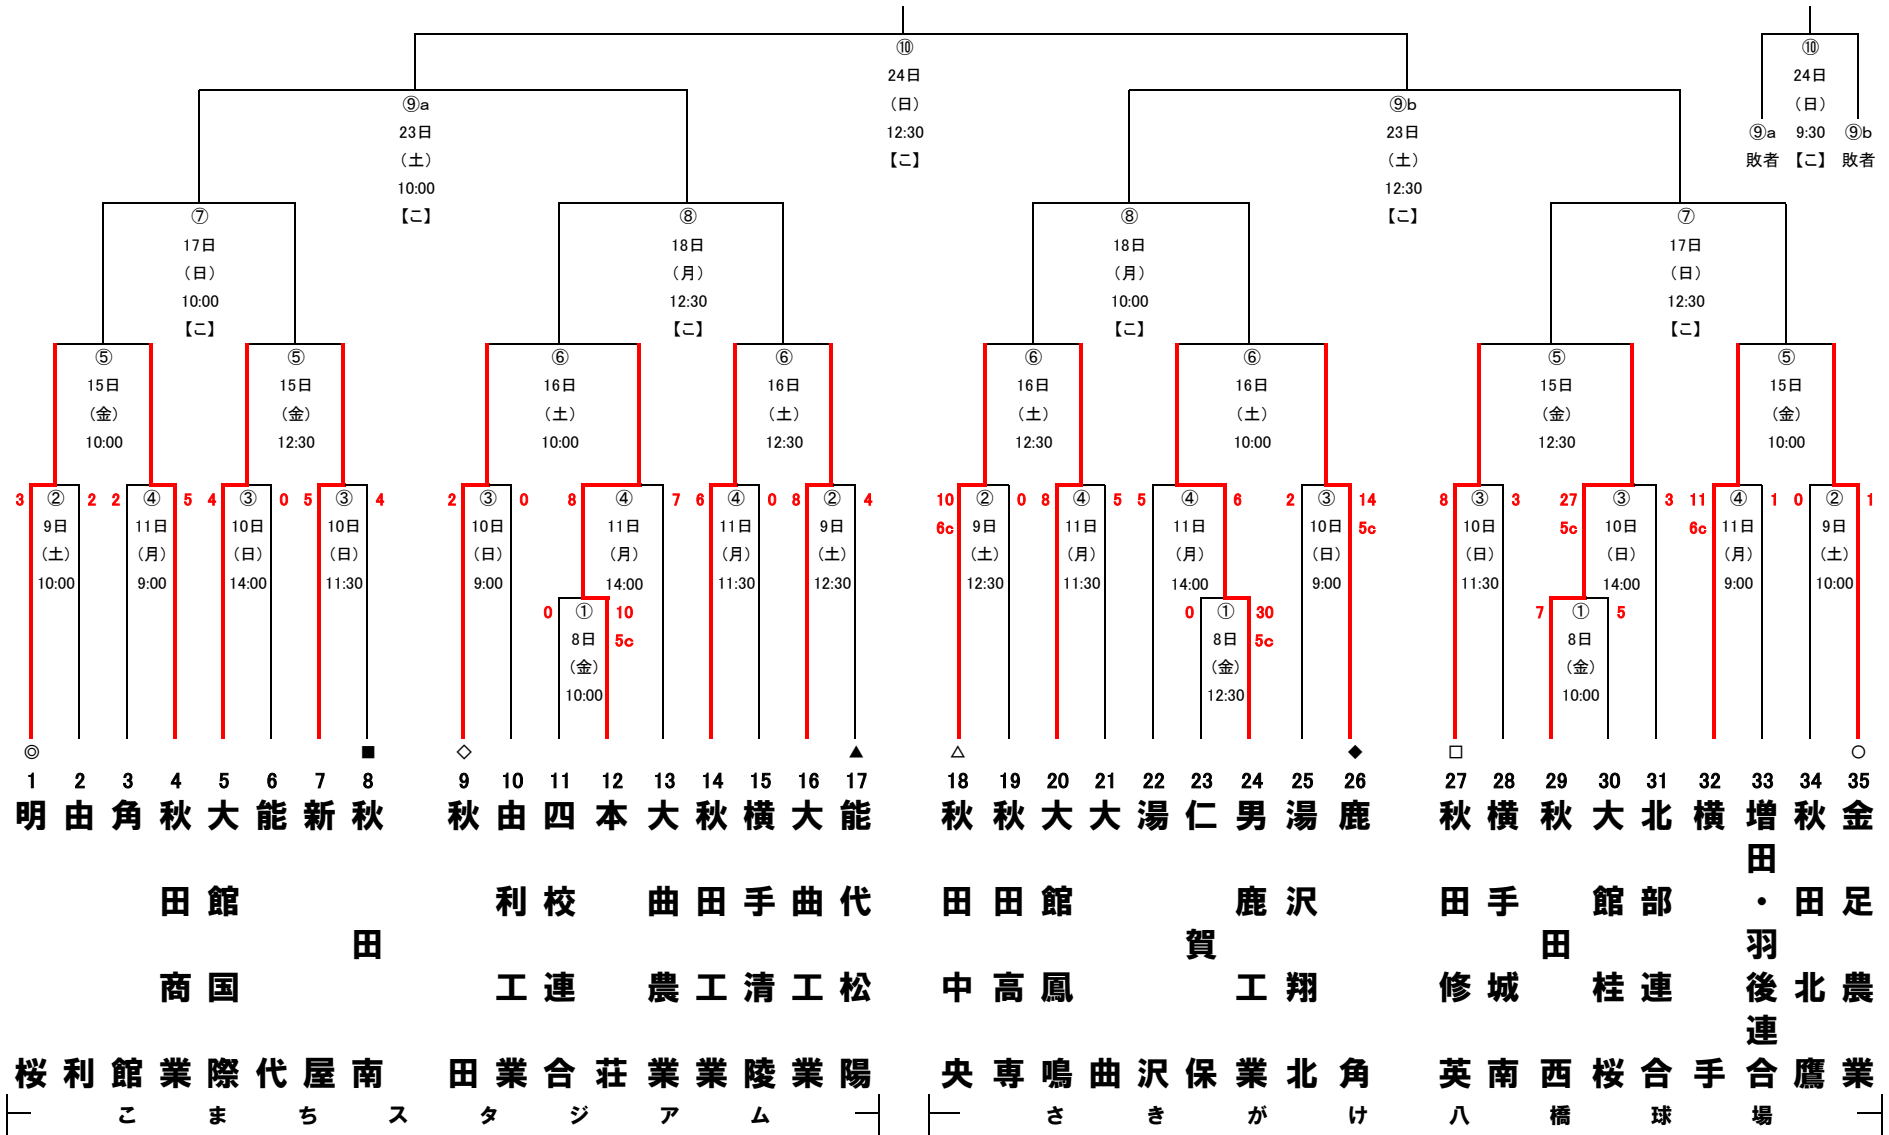 ⑩ ⑩
24日 24日
⑨a （日） ⑨b （日）
23日 12:30 23日 ⑨a 9:30 ⑨b
（土） 【こ】 （土） 敗者 【こ】 敗者
10:00 12:30
【こ】 【こ】
⑦ ⑧ ⑧ ⑦
17日 18日 18日 17日
（日） （月） （月） （日）
10:00 12:30 10:00 12:30
【こ】 【こ】 【こ】 【こ】
⑤ ⑤ ⑥ ⑥ ⑥ ⑥ ⑤ ⑤
15日 15日 16日 16日 16日 16日 15日 15日
（金） （金） （土） （土） （土） （土） （金） （金）
10:00 12:30 10:00 12:30 12:30 10:00 12:30 10:00
3 ② 2 2 ④ 5 4 ③ 0 5 ③ 4 2 ③ 0 8 ④ 7 6 ④ 0 8 ② 4 10 ② 0 8 ④ 5 5 ④ 6 2 ③ 14 8 ③ 3 27 ③ 3 11 ④ 1 0 ② 1
9日 11日 10日 10日 10日 11日 11日 9日 6c 9日 11日 11日 10日 5c 10日 5c 10日 6c 11日 9日
（土） （月） （日） （日） （日） （月） （月） （土） （土） （月） （月） （日） （日） （日） （月） （土）
10:00 9:00 14:00 11:30 9:00 14:00 11:30 12:30 12:30 11:30 14:00 9:00 11:30 14:00 9:00 10:00
0 ① 10 0 ① 30 7 ① 5
8日 5c 8日 5c 8日
（金） （金） （金）
10:00 12:30 10:00
◎ ■ ◇ ▲ △ ◆ □ ○
1 2 3 4 5 6 7 8 9 10 11 12 13 14 15 16 17 18 19 20 21 22 23 24 25 26 27 28 29 30 31 32 33 34 35
明桜
由利
角館
秋田商業
大館国際
能代
新屋
秋田南
秋田
由利工業
四校連合
本荘
大曲農業
秋田工業
横手清陵
大曲工業
能代松陽
秋田中央
秋田高専
大館鳳鳴
大曲
湯沢
仁賀保
男鹿工業
湯沢翔北
鹿角
秋田修英
横手城南
秋田西
大館桂桜
北部連合
横手
増田・羽後連合
秋田北鷹
金足農業
こまちスタジアム
さきがけ八橋球場